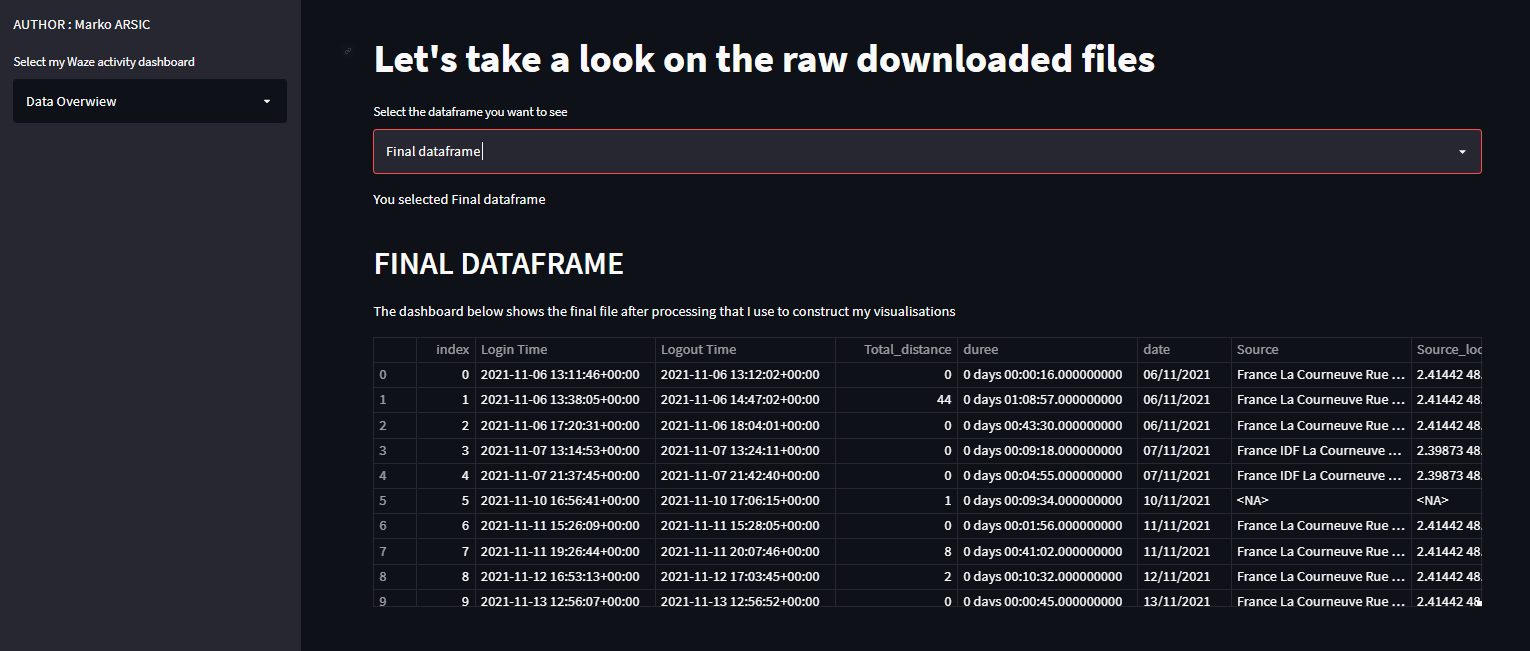 AUTHOR : Marko ARSIC
Select my Waze activity dashboard
Data Overwiew
Let's take a look on the raw downloaded files
Select the dataframe you want to see
Final dataframe
You selected Final dataframe
FINAL DATAFRAME
The dashboard below shows the final file after processing that I use to construct my visualisations
index Login Time Logout Time Total_distance duree date Source Source_loc
0 0 2021-11-06 13:11:46+00:00 2021-11-06 13:12:02+00:00 0 0 days 00:00:16.000000000 06/11/2021 France La Courneuve Rue ... 2.41442 48.
1 1 2021-11-06 13:38:05+00:00 2021-11-06 14:47:02+00:00 44 0 days 01:08:57.000000000 06/11/2021 France La Courneuve Rue ... 2.41442 48.
2 2 2021-11-06 17:20:31+00:00 2021-11-06 18:04:01+00:00 0 0 days 00:43:30.000000000 06/11/2021 France La Courneuve Rue ... 2.41442 48.
3 3 2021-11-07 13:14:53+00:00 2021-11-07 13:24:11+00:00 0 0 days 00:09:18.000000000 07/11/2021 France IDF La Courneuve ... 2.39873 48.
4 4 2021-11-07 21:37:45+00:00 2021-11-07 21:42:40+00:00 0 0 days 00:04:55.000000000 07/11/2021 France IDF La Courneuve ... 2.39873 48.
5 5 2021-11-10 16:56:41+00:00 2021-11-10 17:06:15+00:00 1 0 days 00:09:34.000000000 10/11/2021 <NA> <NA>
6 6 2021-11-11 15:26:09+00:00 2021-11-11 15:28:05+00:00 0 0 days 00:01:56.000000000 11/11/2021 France La Courneuve Rue ... 2.41442 48.
7 7 2021-11-11 19:26:44+00:00 2021-11-11 20:07:46+00:00 8 0 days 00:41:02.000000000 11/11/2021 France La Courneuve Rue ... 2.41442 48.
8 8 2021-11-12 16:53:13+00:00 2021-11-12 17:03:45+00:00 2 0 days 00:10:32.000000000 12/11/2021 France La Courneuve Rue ... 2.41442 48.
9 9 2021-11-13 12:56:07+00:00 2021-11-13 12:56:52+00:00 0 0 days 00:00:45.000000000 13/11/2021 France La Courneuve Rue ... 2.41442 48